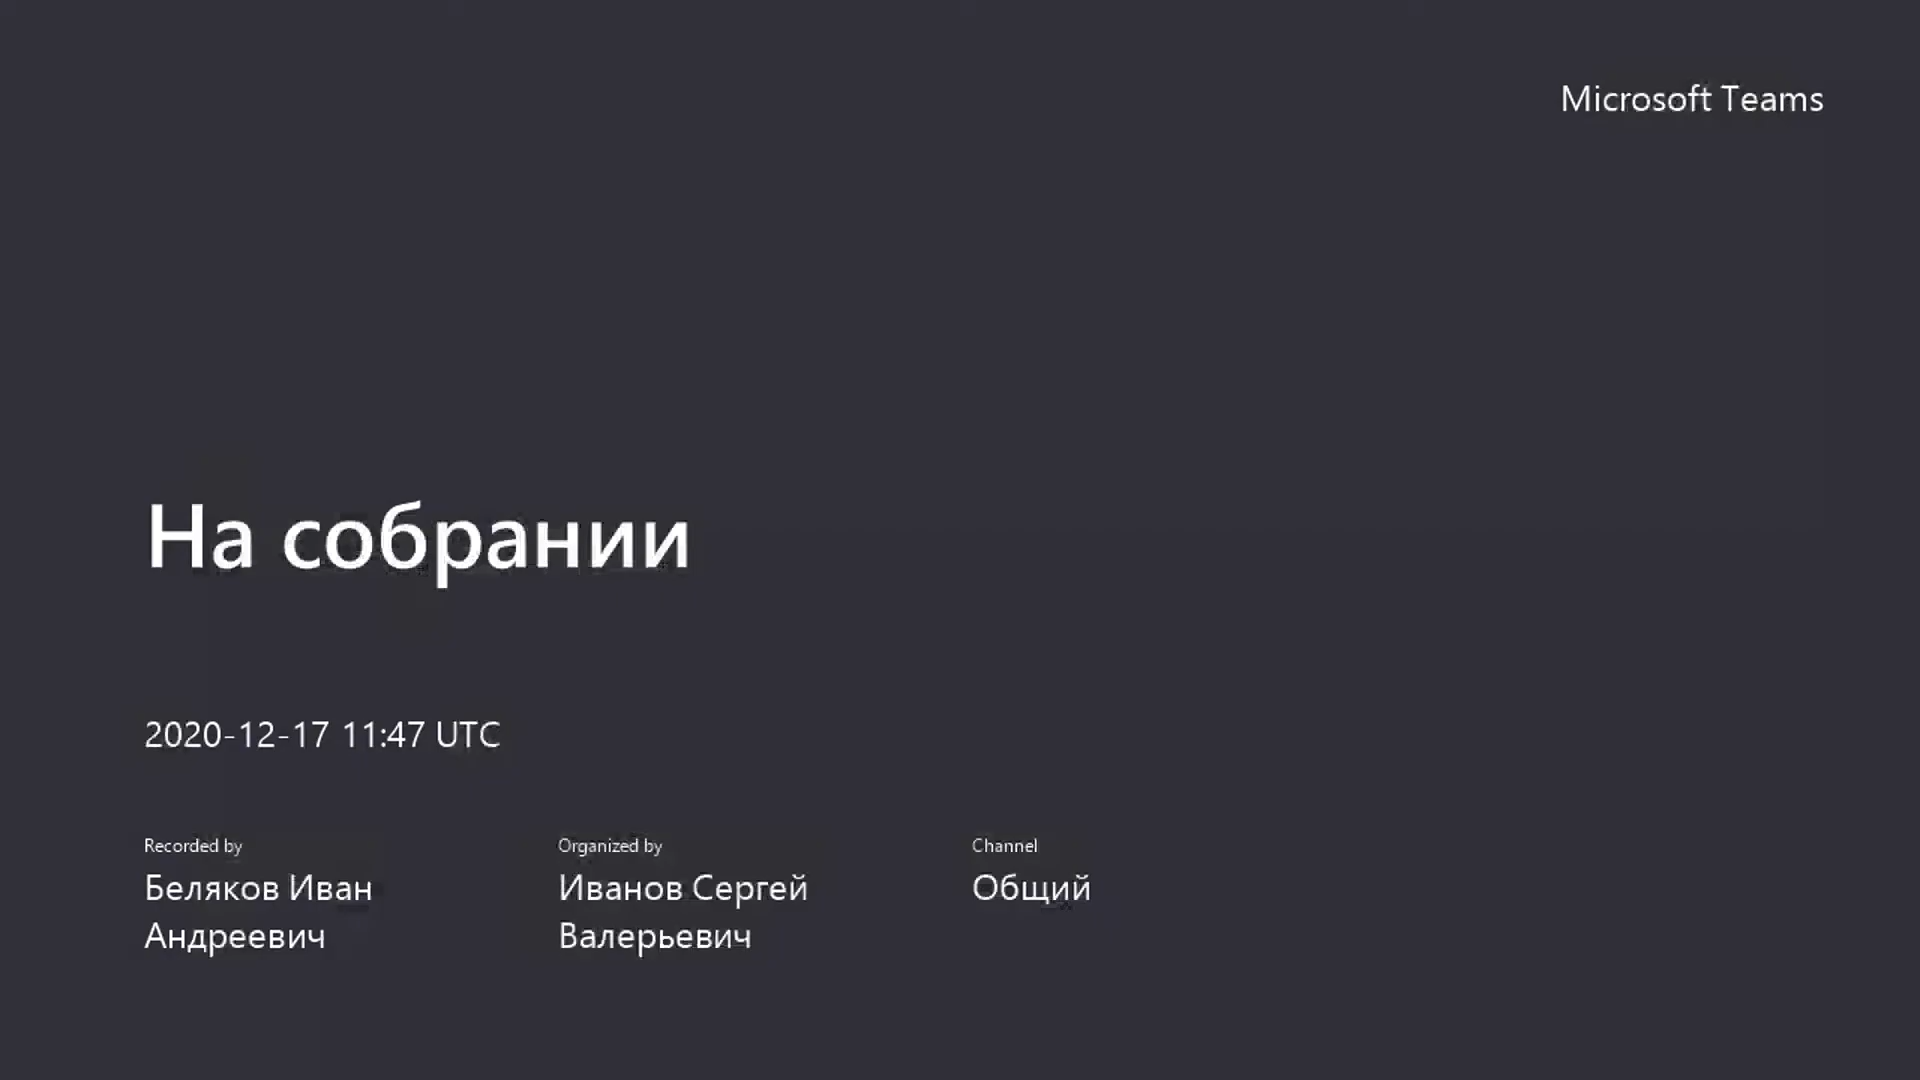 Microsoft Teams
На собрании
2020-12-17 11:47 UTC
Recorded by
Беляков Иван
Андреевич
Organized by
Иванов Сергей
Валерьевич
Channel
Общий